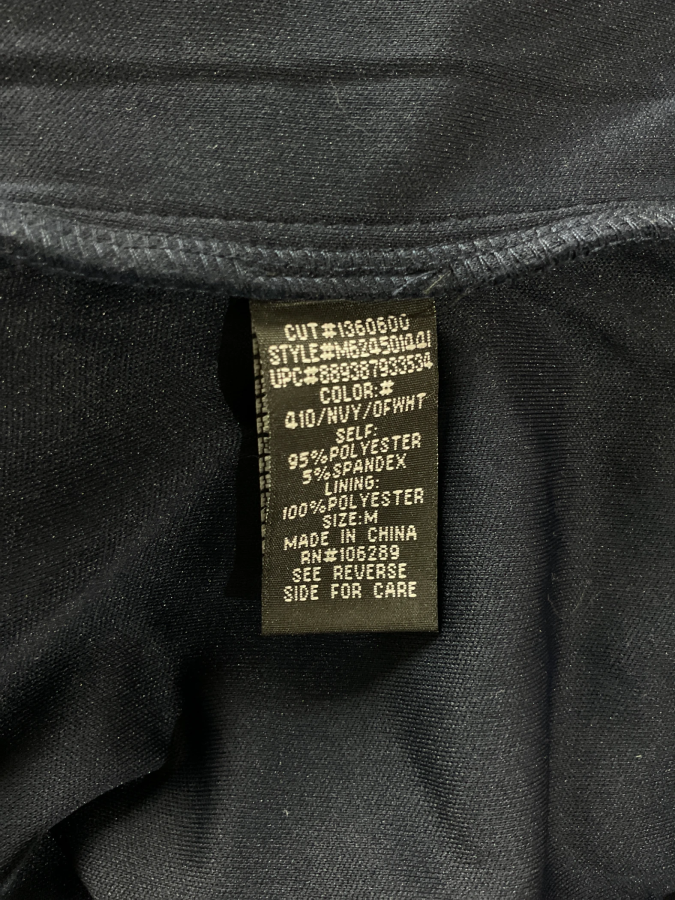 CUT#1360600
STYLE#M62450144I
UPC#889387933534
COLOR:#
410/NVY/OFWHT
SELF:
95%POLYESTER
5%SPANDEX
LINING:
100%POLYESTER
SIZE:M
MADE IN CHINA
RN#106289
SEE REVERSE
SIDE FOR CARE